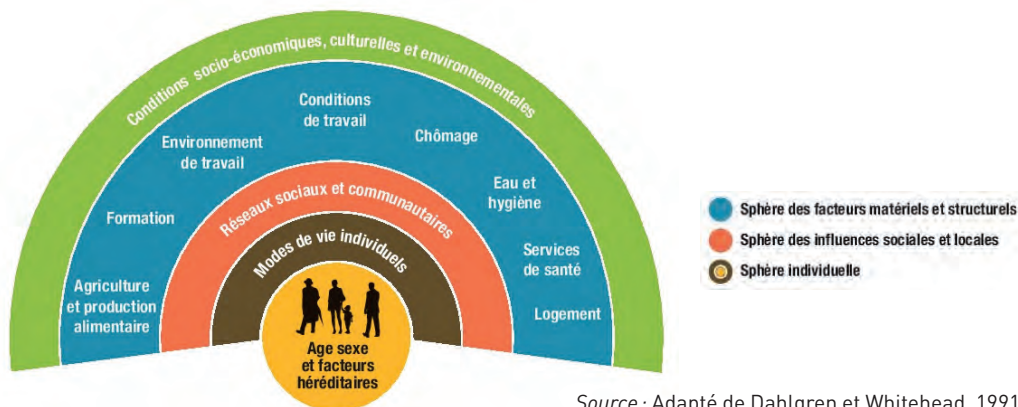 Conditions socio-économiques, culturelles et environnementales
Conditions
de travail
Environnement
de travail
Chômage
Formation
Eau et
hygiène
Agriculture
et production
alimentaire
Services
de santé
Logement
Réseaux sociaux et communautaires
Modes de vie individuels
Age sexe
et facteurs
héréditaires
Sphère des facteurs matériels et structurels
Sphère des influences sociales et locales
Sphère individuelle
Source : Adapté de Dahlgren et Whitehead, 1991